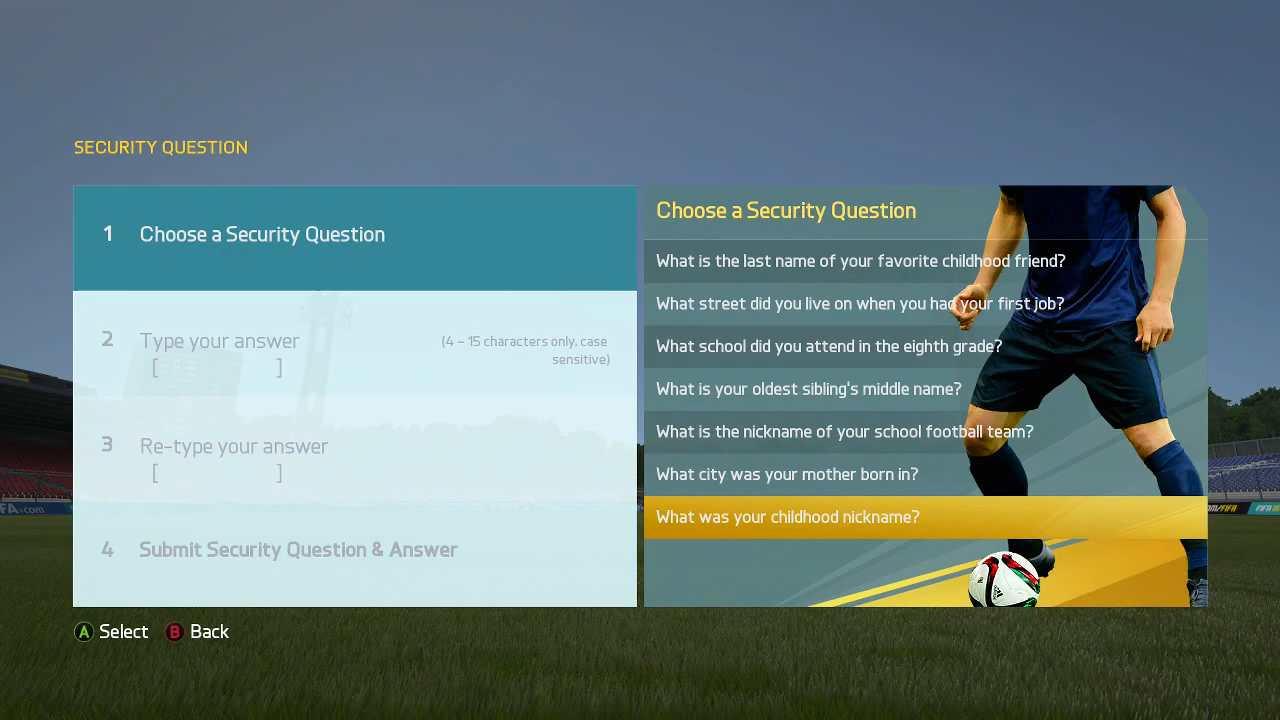 SECURITY QUESTION
1 Choose a Security Question
2 Type your answer
(4 – 15 characters only, case
sensitive)
[ ]
3 Re-type your answer
[ ]
4 Submit Security Question & Answer
Choose a Security Question
What is the last name of your favorite childhood friend?
What street did you live on when you had your first job?
What school did you attend in the eighth grade?
What is your oldest sibling's middle name?
What is the nickname of your school football team?
What city was your mother born in?
What was your childhood nickname?
A Select B Back